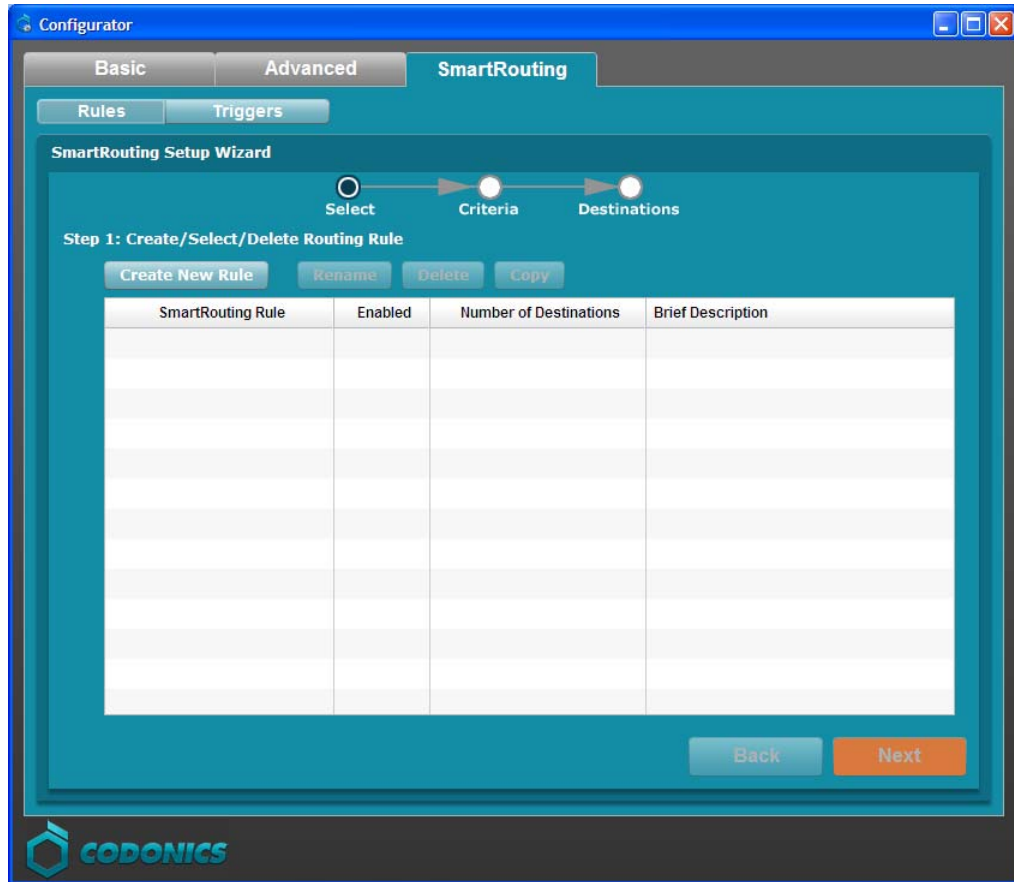 Configurator
Basic Advanced SmartRouting
Rules Triggers
SmartRouting Setup Wizard
Select Criteria Destinations
Step 1: Create/Select/Delete Routing Rule
Create New Rule Rename Delete Copy
SmartRouting Rule Enabled Number of Destinations Brief Description
Back Next
CODONICS